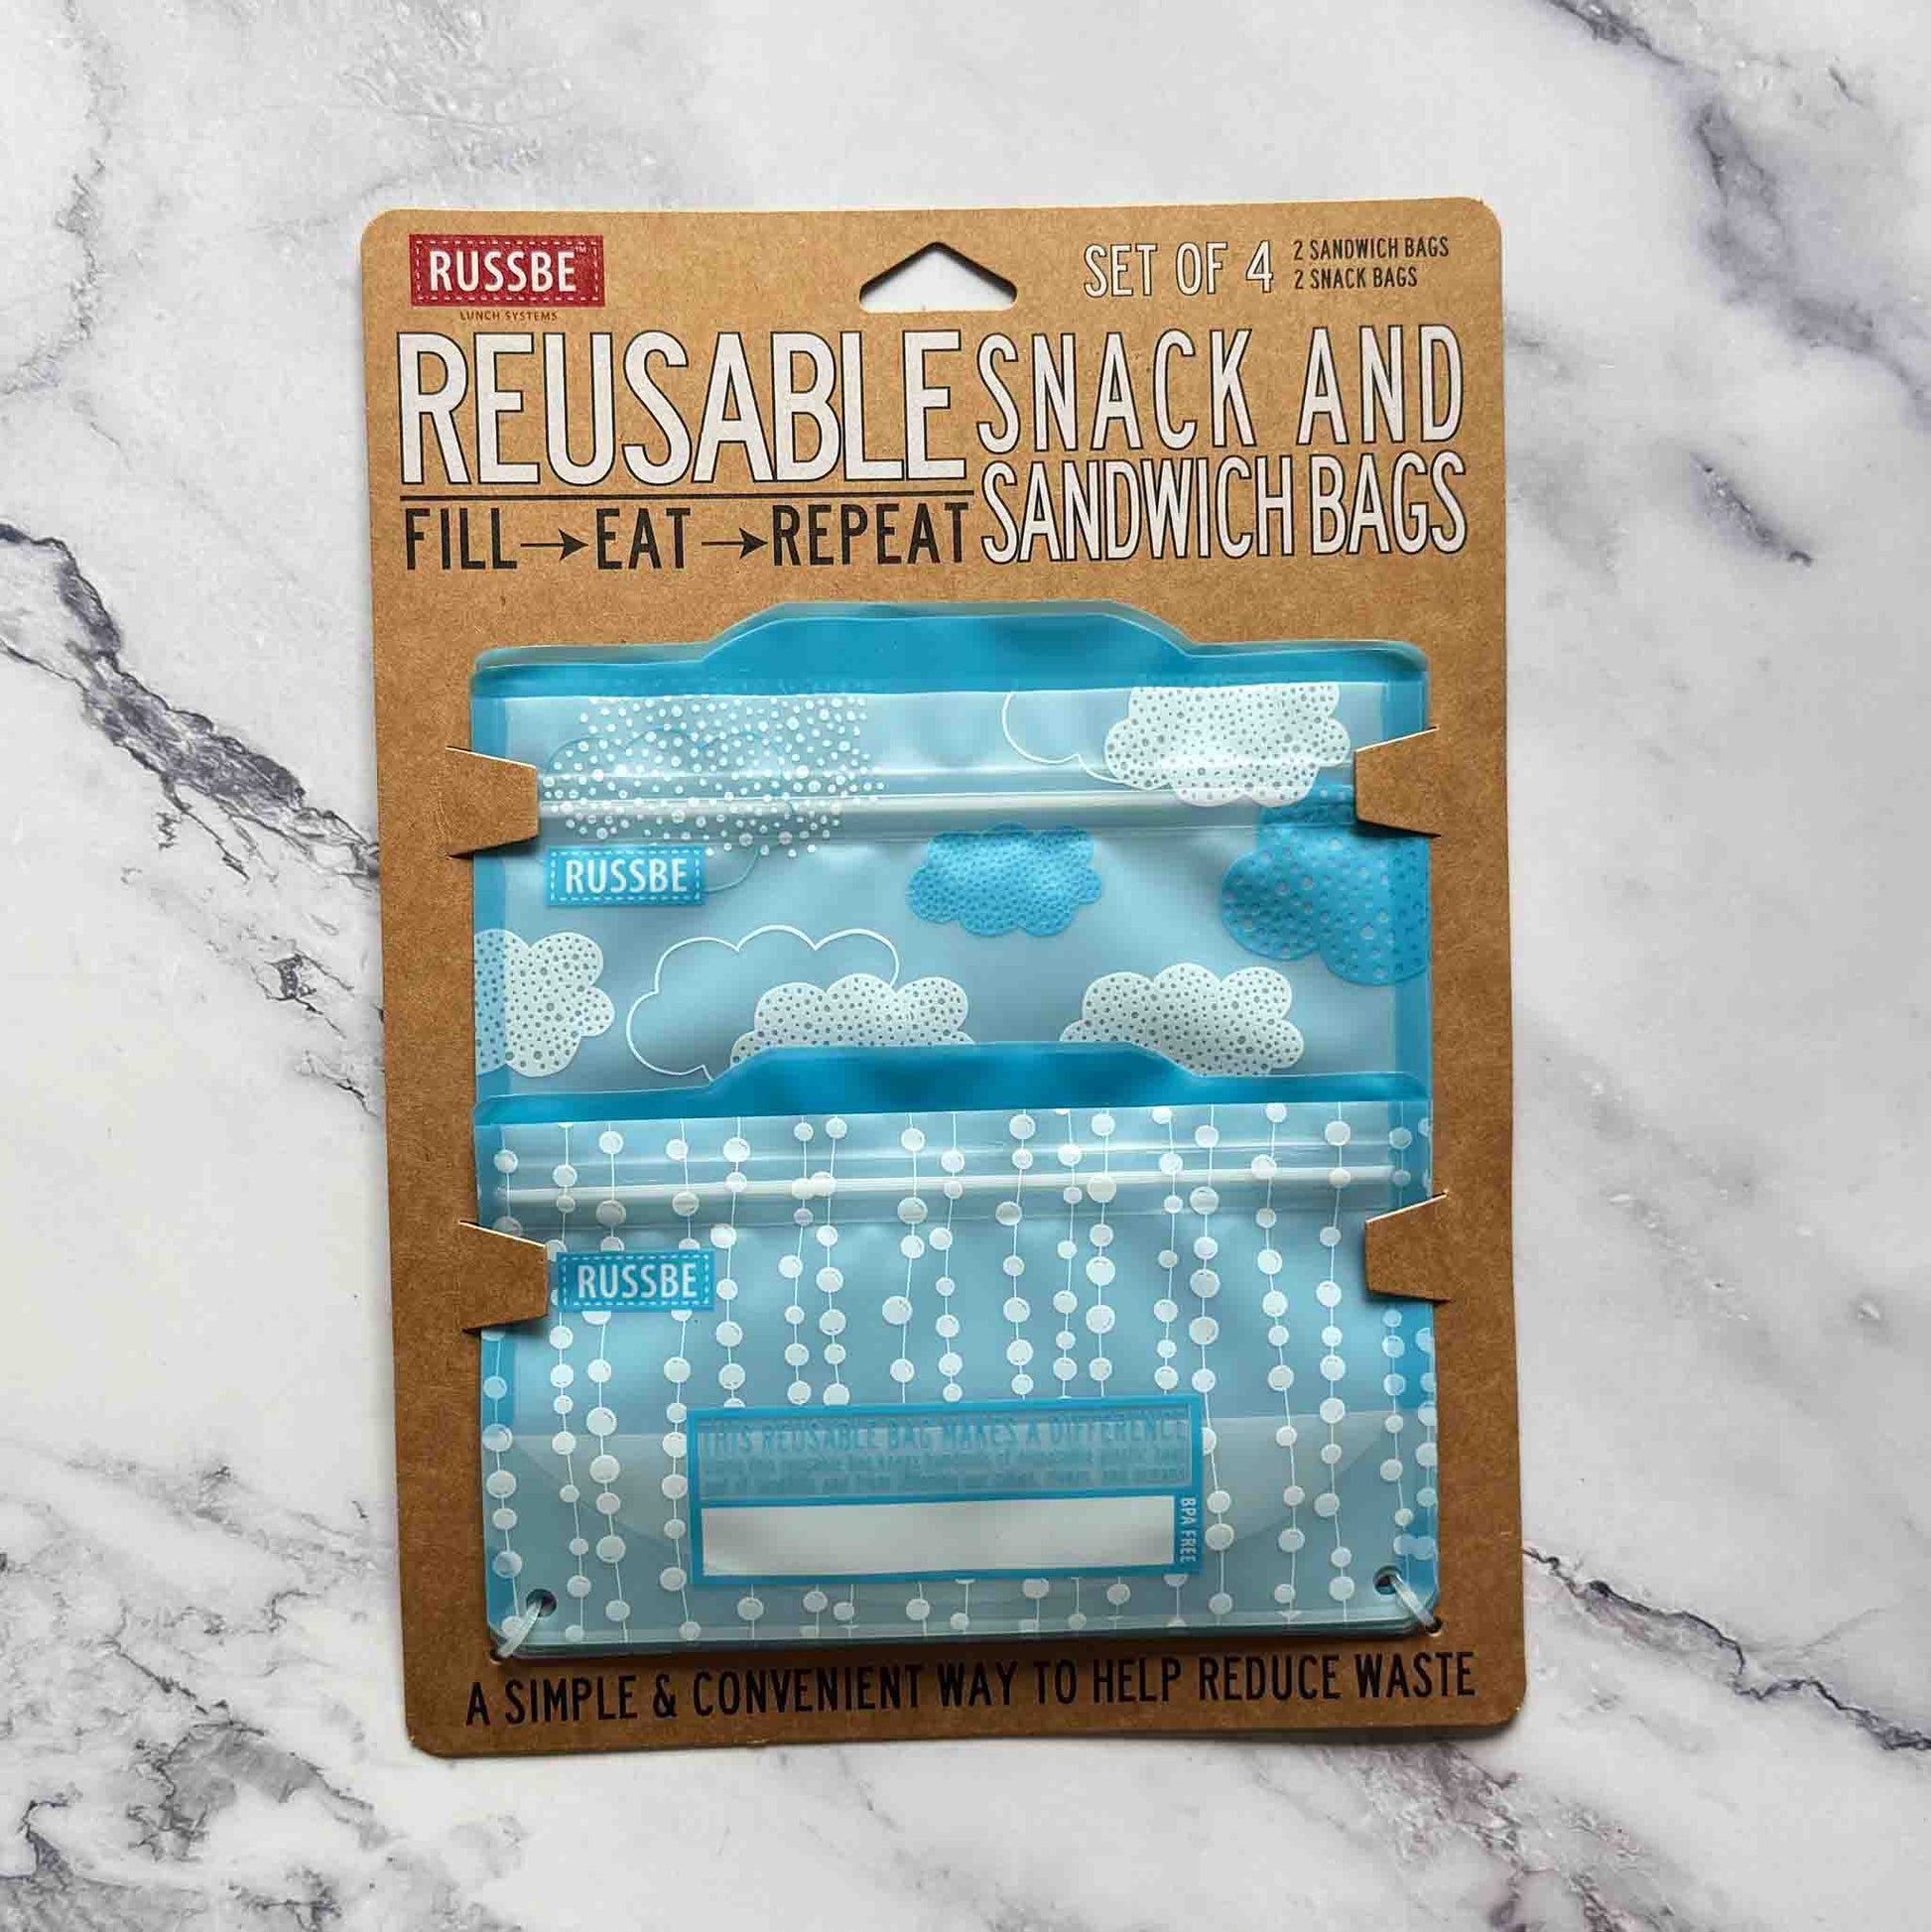 RUSSBE™
LUNCH SYSTEMS
SET OF 4
2 SANDWICH BAGS
2 SNACK BAGS
REUSABLE
SNACK AND
SANDWICH BAGS
FILL→EAT→REPEAT
RUSSBE
RUSSBE
THIS REUSABLE BAG MAKES A DIFFERENCE
BPA FREE
A SIMPLE & CONVENIENT WAY TO HELP REDUCE WASTE